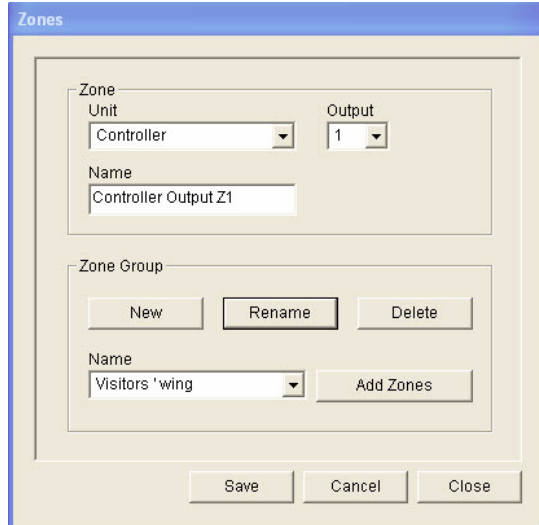 Zones
Zone
Unit Output
Controller 1
Name
Controller Output Z1
Zone Group
New Rename Delete
Name
Visitors ' wing Add Zones
Save Cancel Close